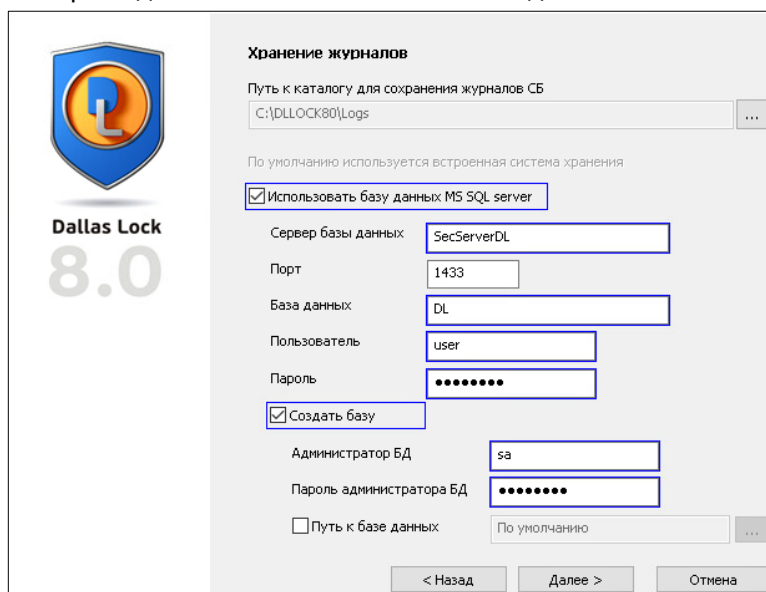 Хранение журналов
Путь к каталогу для сохранения журналов СБ
C:\DLLOCK80\Logs
...
По умолчанию используется встроенная система хранения
Использовать базу данных MS SQL server
Dallas Lock
8.0
Сервер базы данных SecServerDL
Порт 1433
База данных DL
Пользователь user
Пароль ●●●●●●●●
Создать базу
Администратор БД sa
Пароль администратора БД ●●●●●●●●
Путь к базе данных По умолчанию ...
< Назад Далее > Отмена